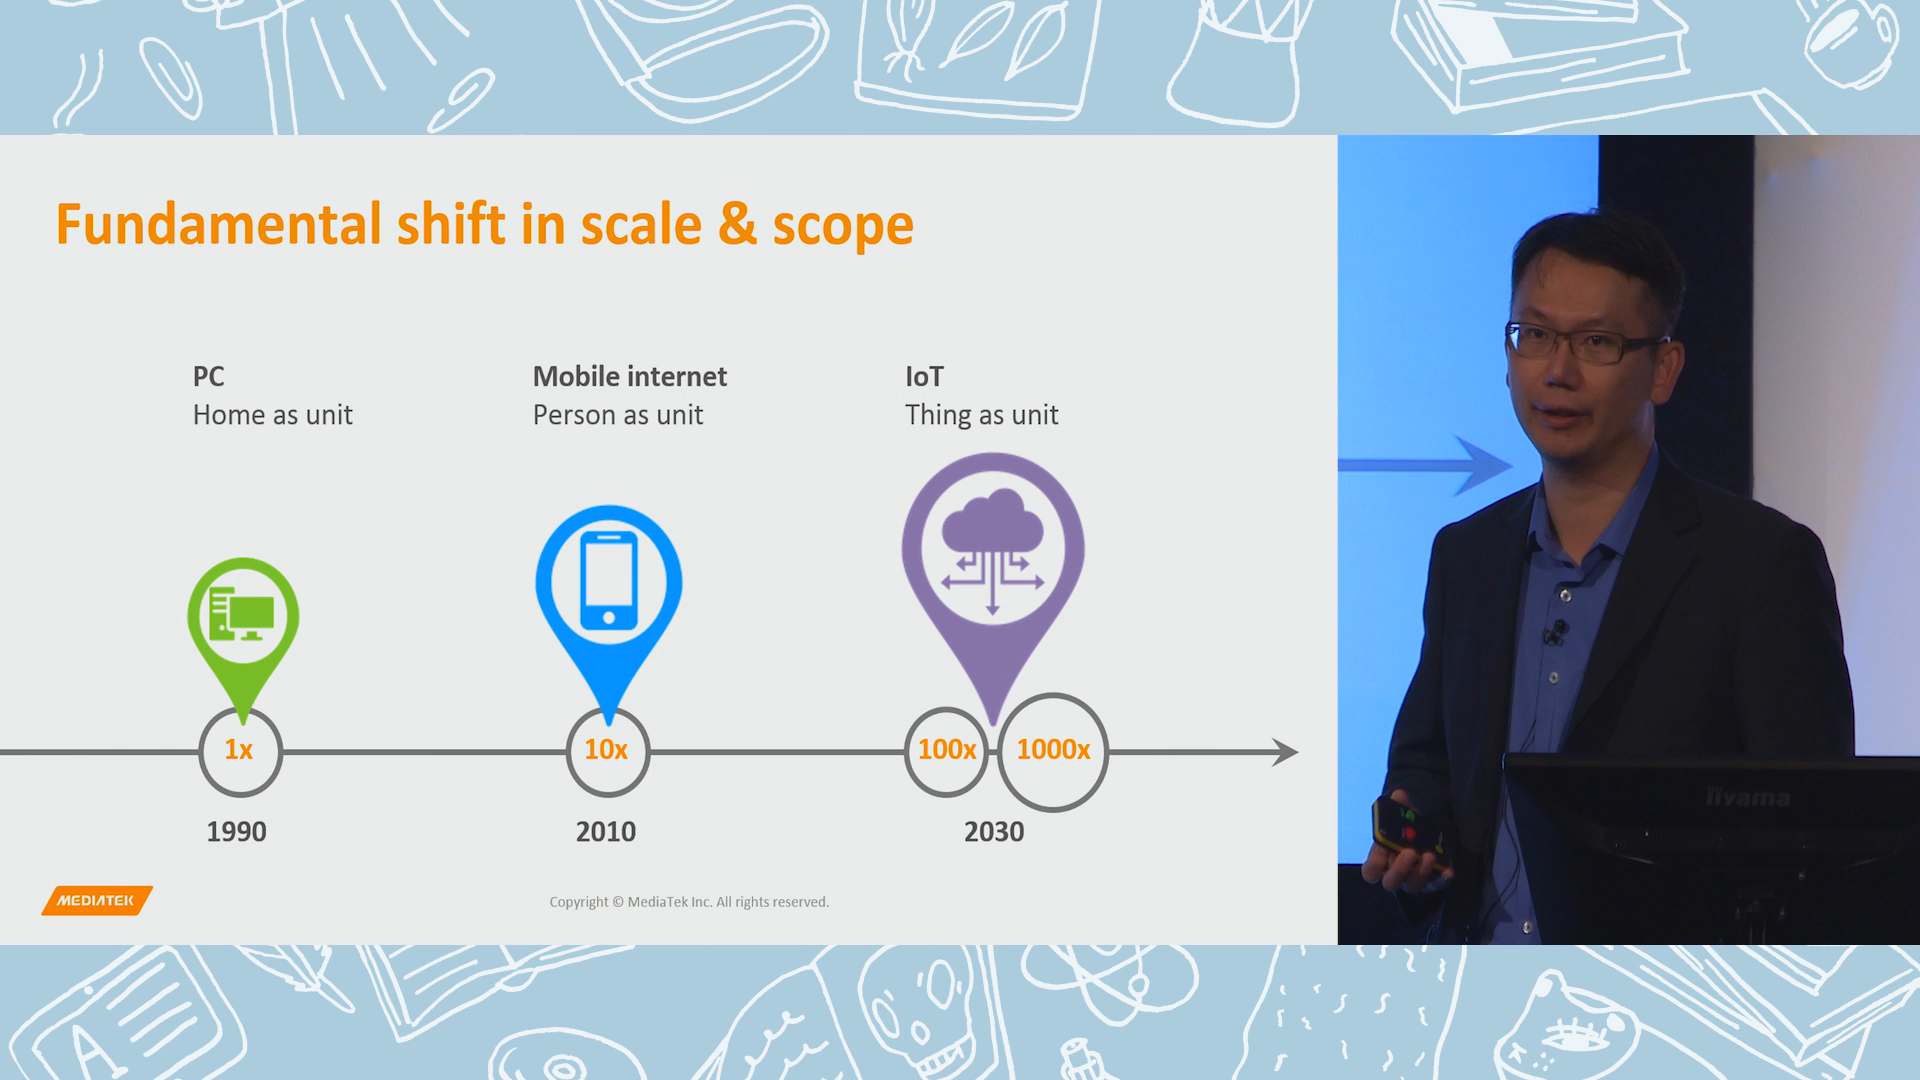 Fundamental shift in scale & scope
PC
Home as unit
Mobile internet
Person as unit
IoT
Thing as unit
1x
10x
100x
1000x
1990
2010
2030
MEDIATEK
Copyright © MediaTek Inc. All rights reserved.
iiyama
A